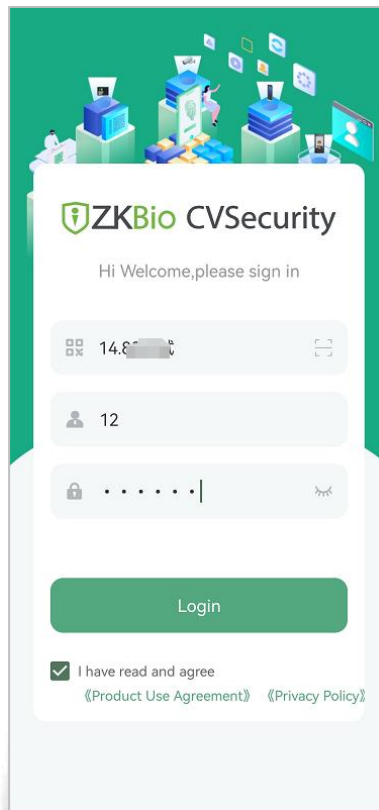 ZKBio CVSecurity
Hi Welcome,please sign in
12
Login
I have read and agree
《Product Use Agreement》 《Privacy Policy》